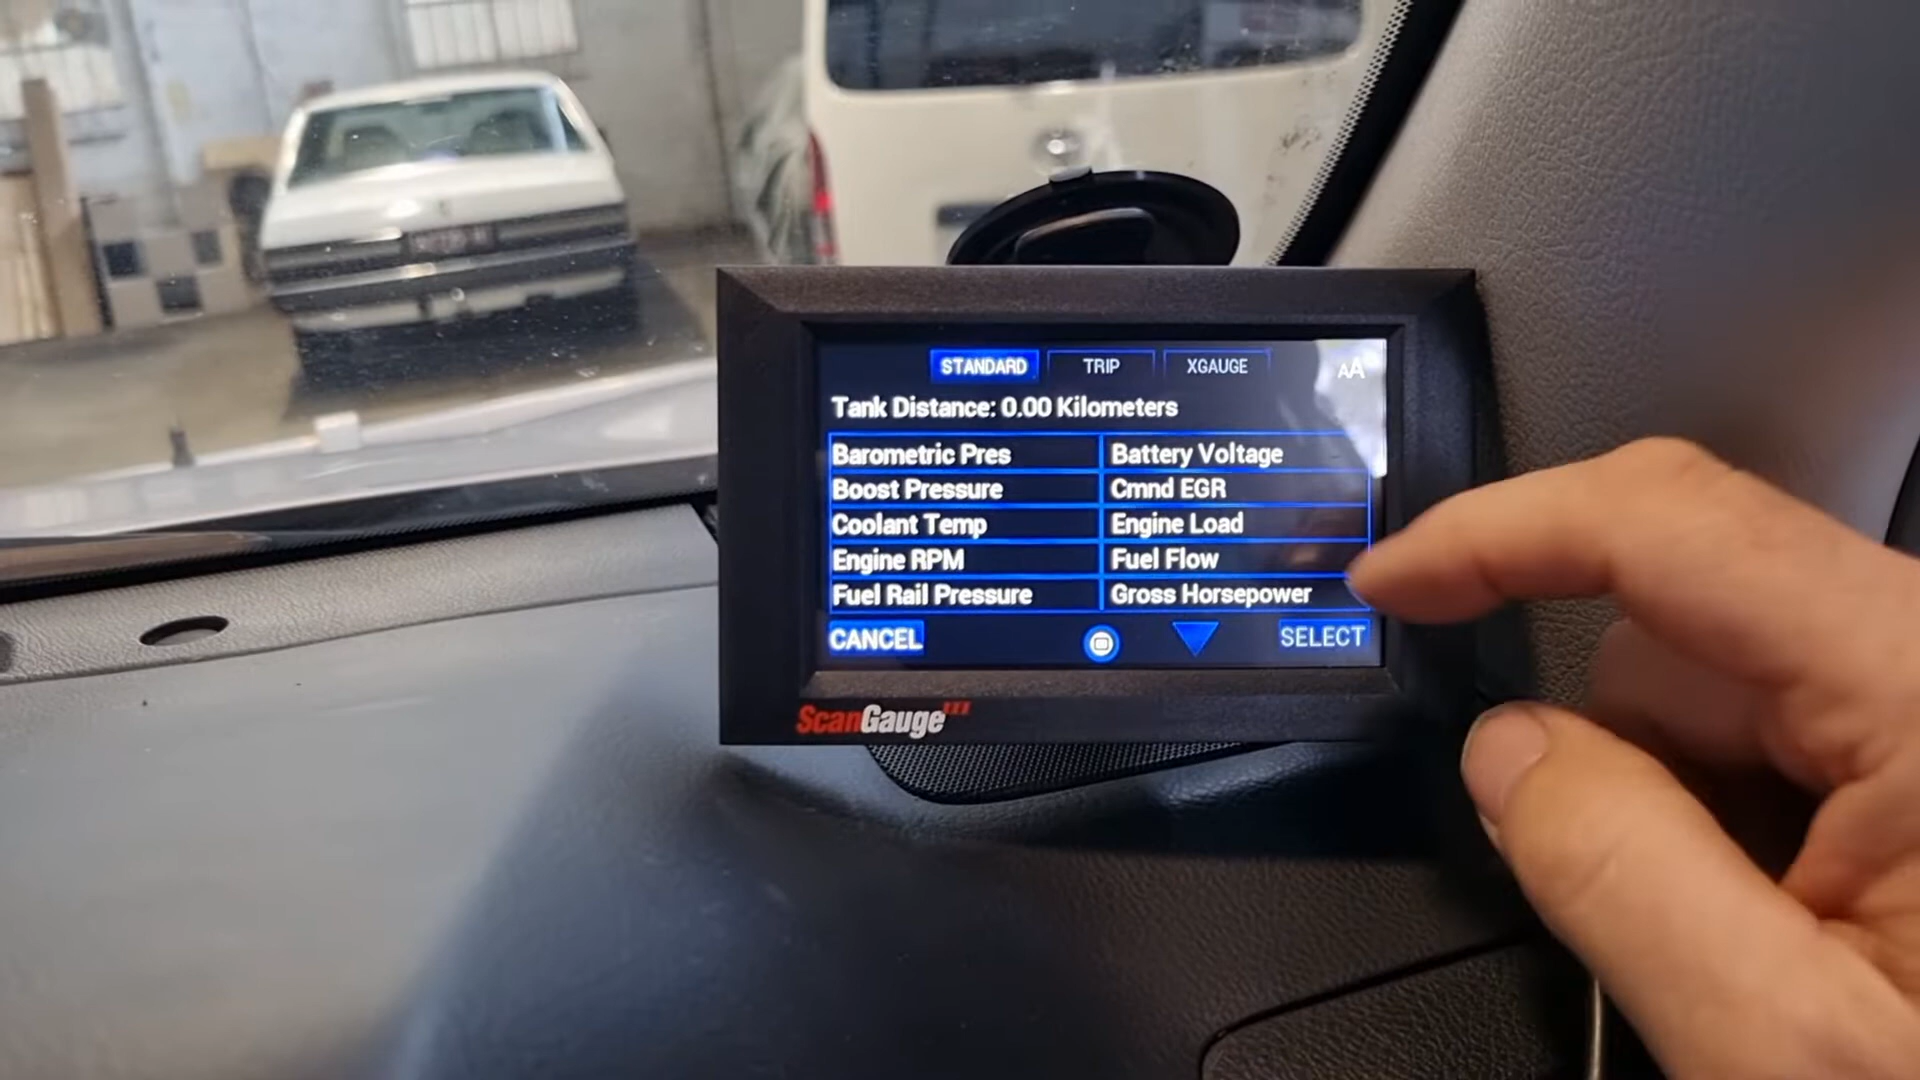 STANDARD TRIP XGAUGE AA
Tank Distance: 0.00 Kilometers
Barometric Pres Battery Voltage
Boost Pressure Cmnd EGR
Coolant Temp Engine Load
Engine RPM Fuel Flow
Fuel Rail Pressure Gross Horsepower
CANCEL SELECT
ScanGauge III